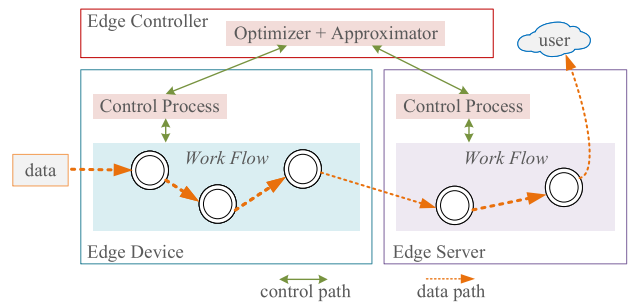 Edge Controller
Optimizer + Approximator
user
Control Process
Control Process
Work Flow
Work Flow
data
Edge Device
Edge Server
control path
data path